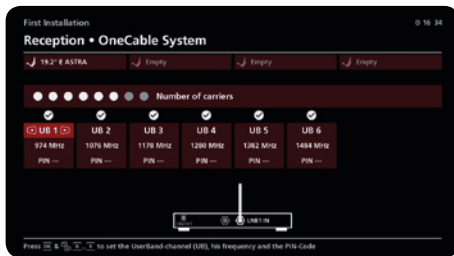 First Installation 0 16 34
Reception • OneCable System
19.2° E ASTRA Empty Empty Empty
Number of carriers
UB 1 UB 2 UB 3 UB 4 UB 5 UB 6
974 MHz 1076 MHz 1178 MHz 1280 MHz 1382 MHz 1484 MHz
PIN --- PIN --- PIN --- PIN --- PIN --- PIN ---
LNB1 IN
Press OK & to set the UserBand-channel (UB), his frequency and the PIN-Code